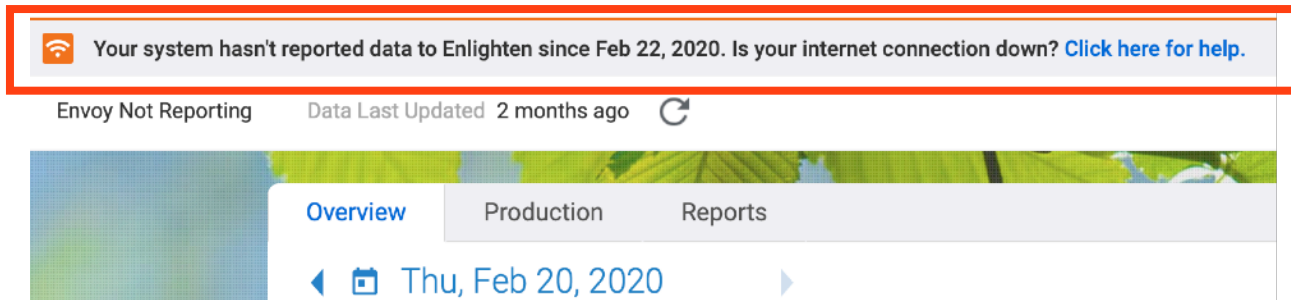 Your system hasn't reported data to Enlighten since Feb 22, 2020. Is your internet connection down? Click here for help.
Envoy Not Reporting Data Last Updated 2 months ago
Overview Production Reports
Thu, Feb 20, 2020